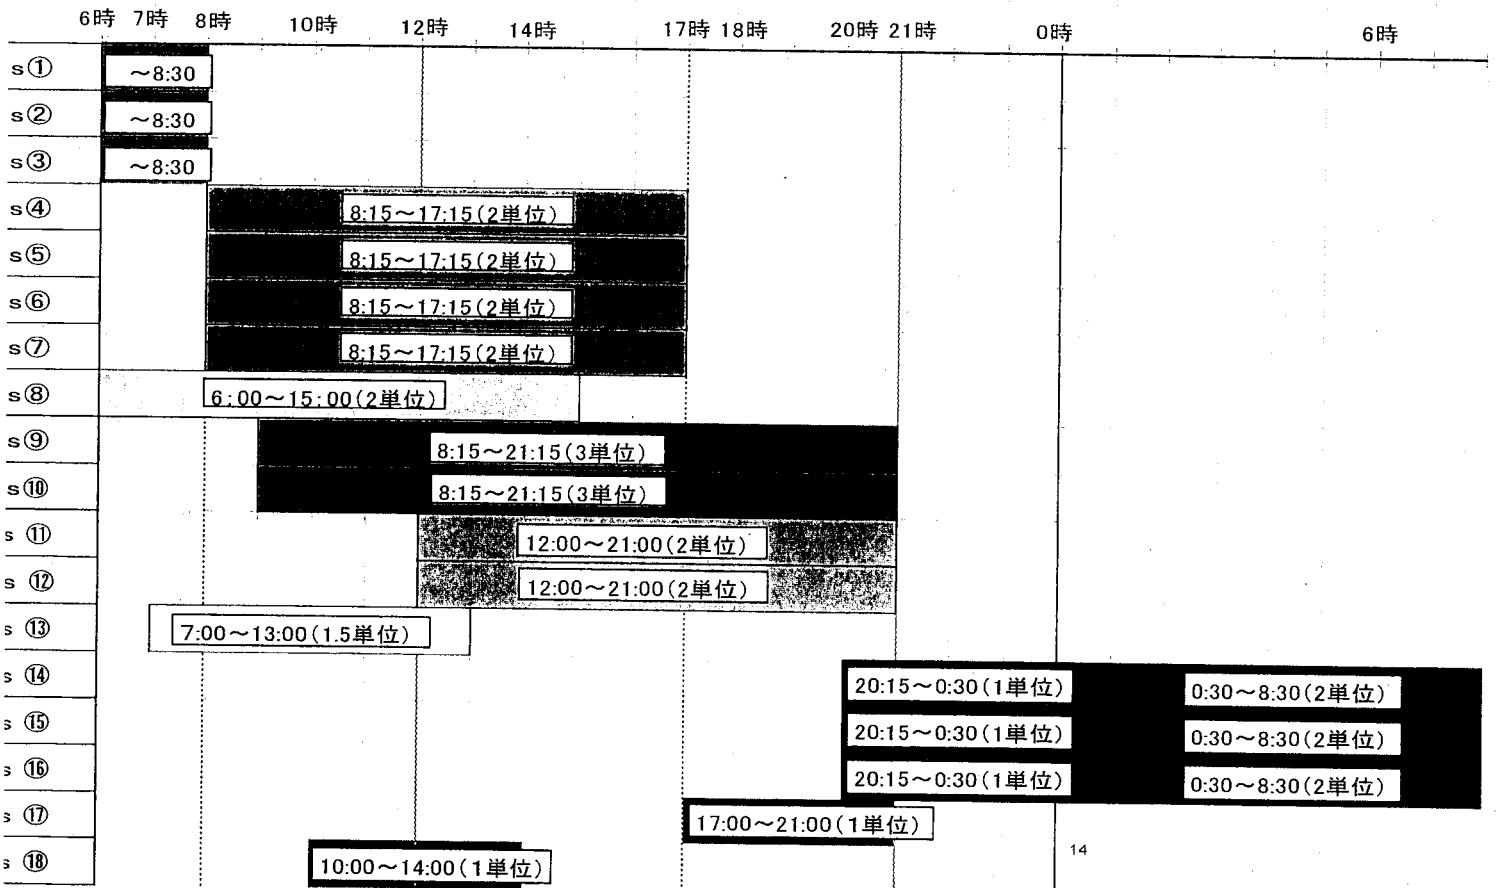 6時 7時 8時 10時 12時 14時 17時 18時 20時 21時 0時 6時
s① ～8:30
s② ～8:30
s③ ～8:30
s④ 8:15～17:15(2単位)
s⑤ 8:15～17:15(2単位)
s⑥ 8:15～17:15(2単位)
s⑦ 8:15～17:15(2単位)
s⑧ 6:00～15:00(2単位)
s⑨ 8:15～21:15(3単位)
s⑩ 8:15～21:15(3単位)
s ⑪ 12:00～21:00(2単位)
s ⑫ 12:00～21:00(2単位)
s ⑬ 7:00～13:00(1.5単位)
s ⑭ 20:15～0:30(1単位) 0:30～8:30(2単位)
s ⑮ 20:15～0:30(1単位) 0:30～8:30(2単位)
s ⑯ 20:15～0:30(1単位) 0:30～8:30(2単位)
s ⑰ 17:00～21:00(1単位)
s ⑱ 10:00～14:00(1単位)
14